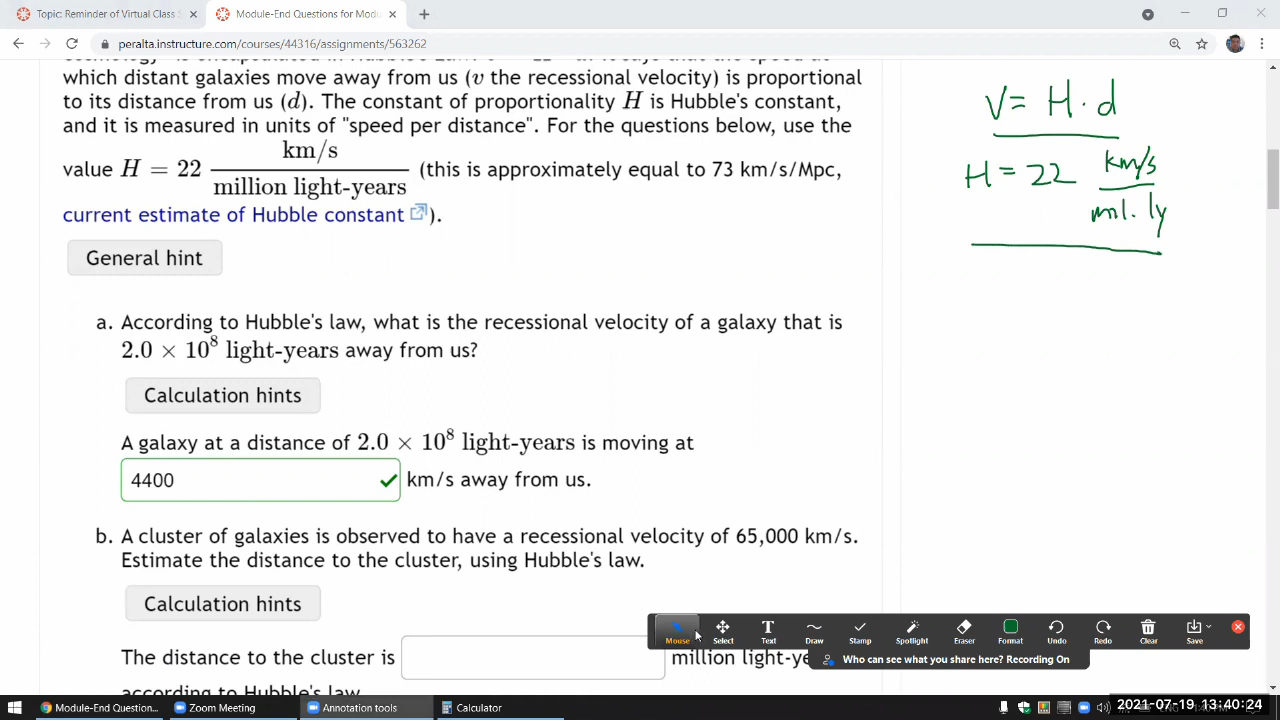 Topic: Reminder of Virtual Class S
Module-End Questions for Modu
peralta.instructure.com/courses/44316/assignments/563262
which distant galaxies move away from us (v the recessional velocity) is proportional
to its distance from us (d). The constant of proportionality H is Hubble's constant,
and it is measured in units of "speed per distance". For the questions below, use the
value H = 22 km/s / million light-years (this is approximately equal to 73 km/s/Mpc,
current estimate of Hubble constant ).
General hint
a. According to Hubble's law, what is the recessional velocity of a galaxy that is
2.0 × 10⁸ light-years away from us?
Calculation hints
A galaxy at a distance of 2.0 × 10⁸ light-years is moving at
4400 km/s away from us.
b. A cluster of galaxies is observed to have a recessional velocity of 65,000 km/s.
Estimate the distance to the cluster, using Hubble's law.
Calculation hints
The distance to the cluster is million light-ye
according to Hubble's law
V = H · d
H = 22 km/s / mil. ly
Mouse Select Text Draw Stamp Spotlight Eraser Format Undo Redo Clear Save
Who can see what you share here? Recording On
Module-End Question... Zoom Meeting Annotation tools Calculator
2021-07-19 13:40:24